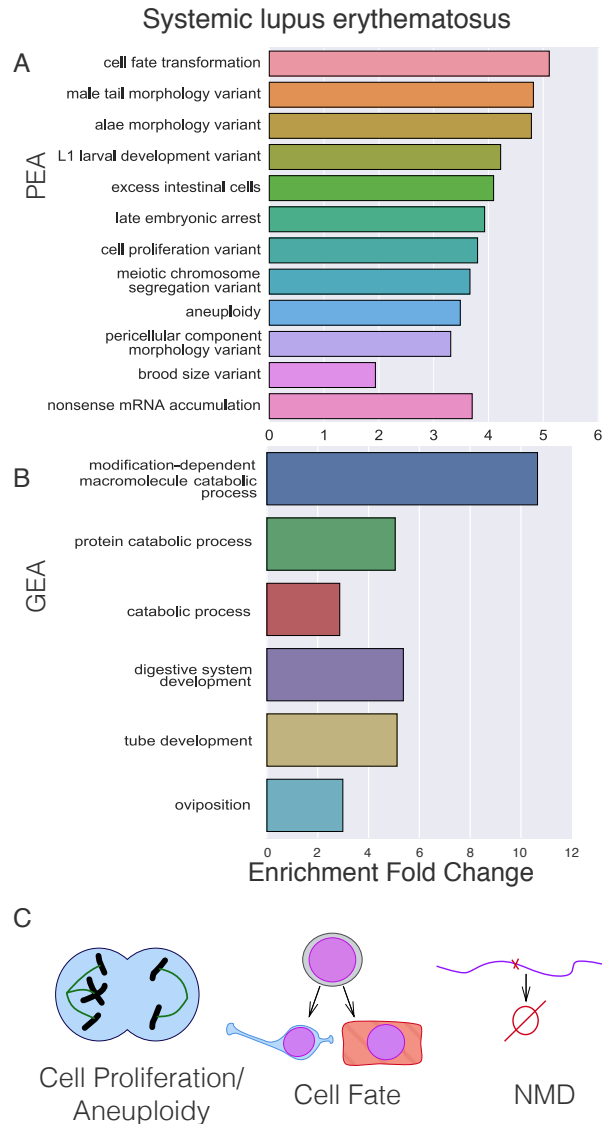 Systemic lupus erythematosus
A
PEA
cell fate transformation
male tail morphology variant
alae morphology variant
L1 larval development variant
excess intestinal cells
late embryonic arrest
cell proliferation variant
meiotic chromosome
segregation variant
aneuploidy
pericellular component
morphology variant
brood size variant
nonsense mRNA accumulation
0 1 2 3 4 5 6
B
GEA
modification-dependent
macromolecule catabolic
process
protein catabolic process
catabolic process
digestive system
development
tube development
oviposition
0 2 4 6 8 10 12
Enrichment Fold Change
C
Cell Proliferation/
Aneuploidy
Cell Fate
NMD